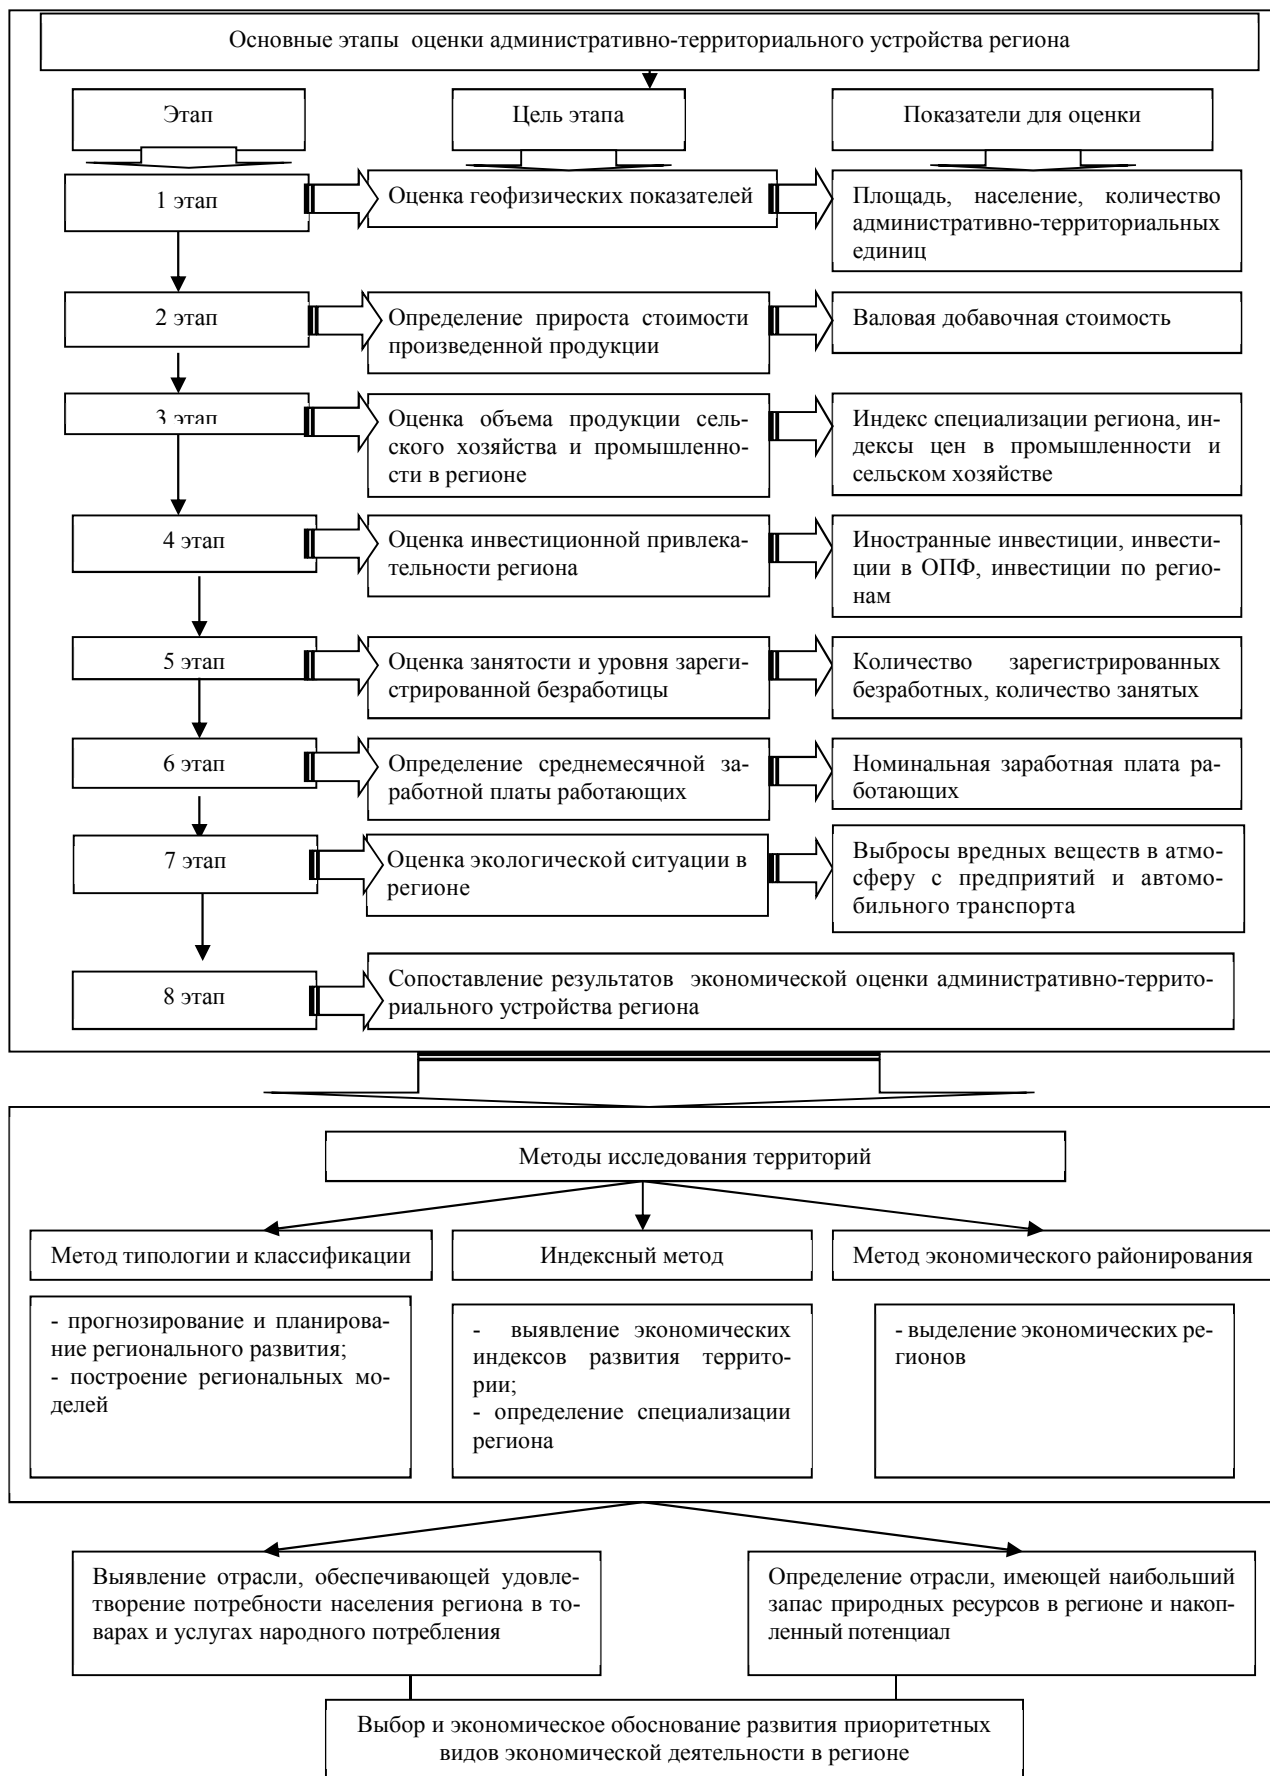 Основные этапы оценки административно-территориального устройства региона
Этап
Цель этапа
Показатели для оценки
1 этап
Оценка геофизических показателей
Площадь, население, количество
административно-территориальных
единиц
2 этап
Определение прироста стоимости
произведенной продукции
Валовая добавочная стоимость
3 этап
Оценка объема продукции сель-
ского хозяйства и промышленно-
сти в регионе
Индекс специализации региона, ин-
дексы цен в промышленности и
сельском хозяйстве
4 этап
Оценка инвестиционной привлека-
тельности региона
Иностранные инвестиции, инвести-
ции в ОПФ, инвестиции по регио-
нам
5 этап
Оценка занятости и уровня зареги-
стрированной безработицы
Количество зарегистрированных
безработных, количество занятых
6 этап
Определение среднемесячной за-
работной платы работающих
Номинальная заработная плата ра-
ботающих
7 этап
Оценка экологической ситуации в
регионе
Выбросы вредных веществ в атмо-
сферу с предприятий и автомо-
бильного транспорта
8 этап
Сопоставление результатов экономической оценки административно-террито-
риального устройства региона
Методы исследования территорий
Метод типологии и классификации
Индексный метод
Метод экономического районирования
- прогнозирование и планирова-
ние регионального развития;
- построение региональных мо-
делей
- выявление экономических
индексов развития террито-
рии;
- определение специализации
региона
- выделение экономических ре-
гионов
Выявление отрасли, обеспечивающей удовле-
творение потребности населения региона в то-
варах и услугах народного потребления
Определение отрасли, имеющей наибольший
запас природных ресурсов в регионе и накоп-
ленный потенциал
Выбор и экономическое обоснование развития приоритетных
видов экономической деятельности в регионе